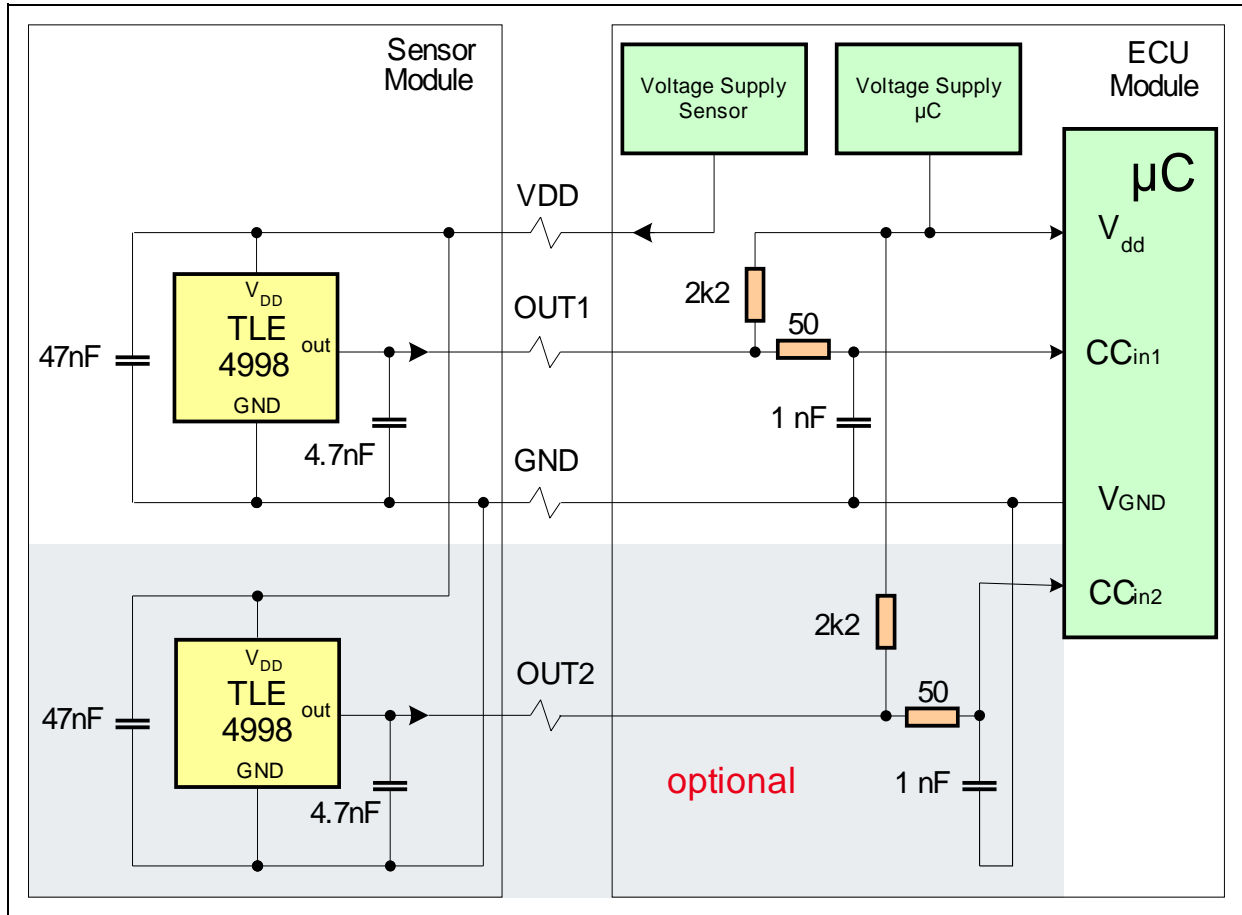 Sensor
Module
ECU
Module
Voltage Supply
Sensor
Voltage Supply
µC
µC
VDD
Vdd
VDD
TLE
4998
out
GND
47nF
4.7nF
OUT1
2k2
50
CCin1
1 nF
GND
VGND
CCin2
VDD
TLE
4998
out
GND
47nF
4.7nF
OUT2
2k2
50
1 nF
optional